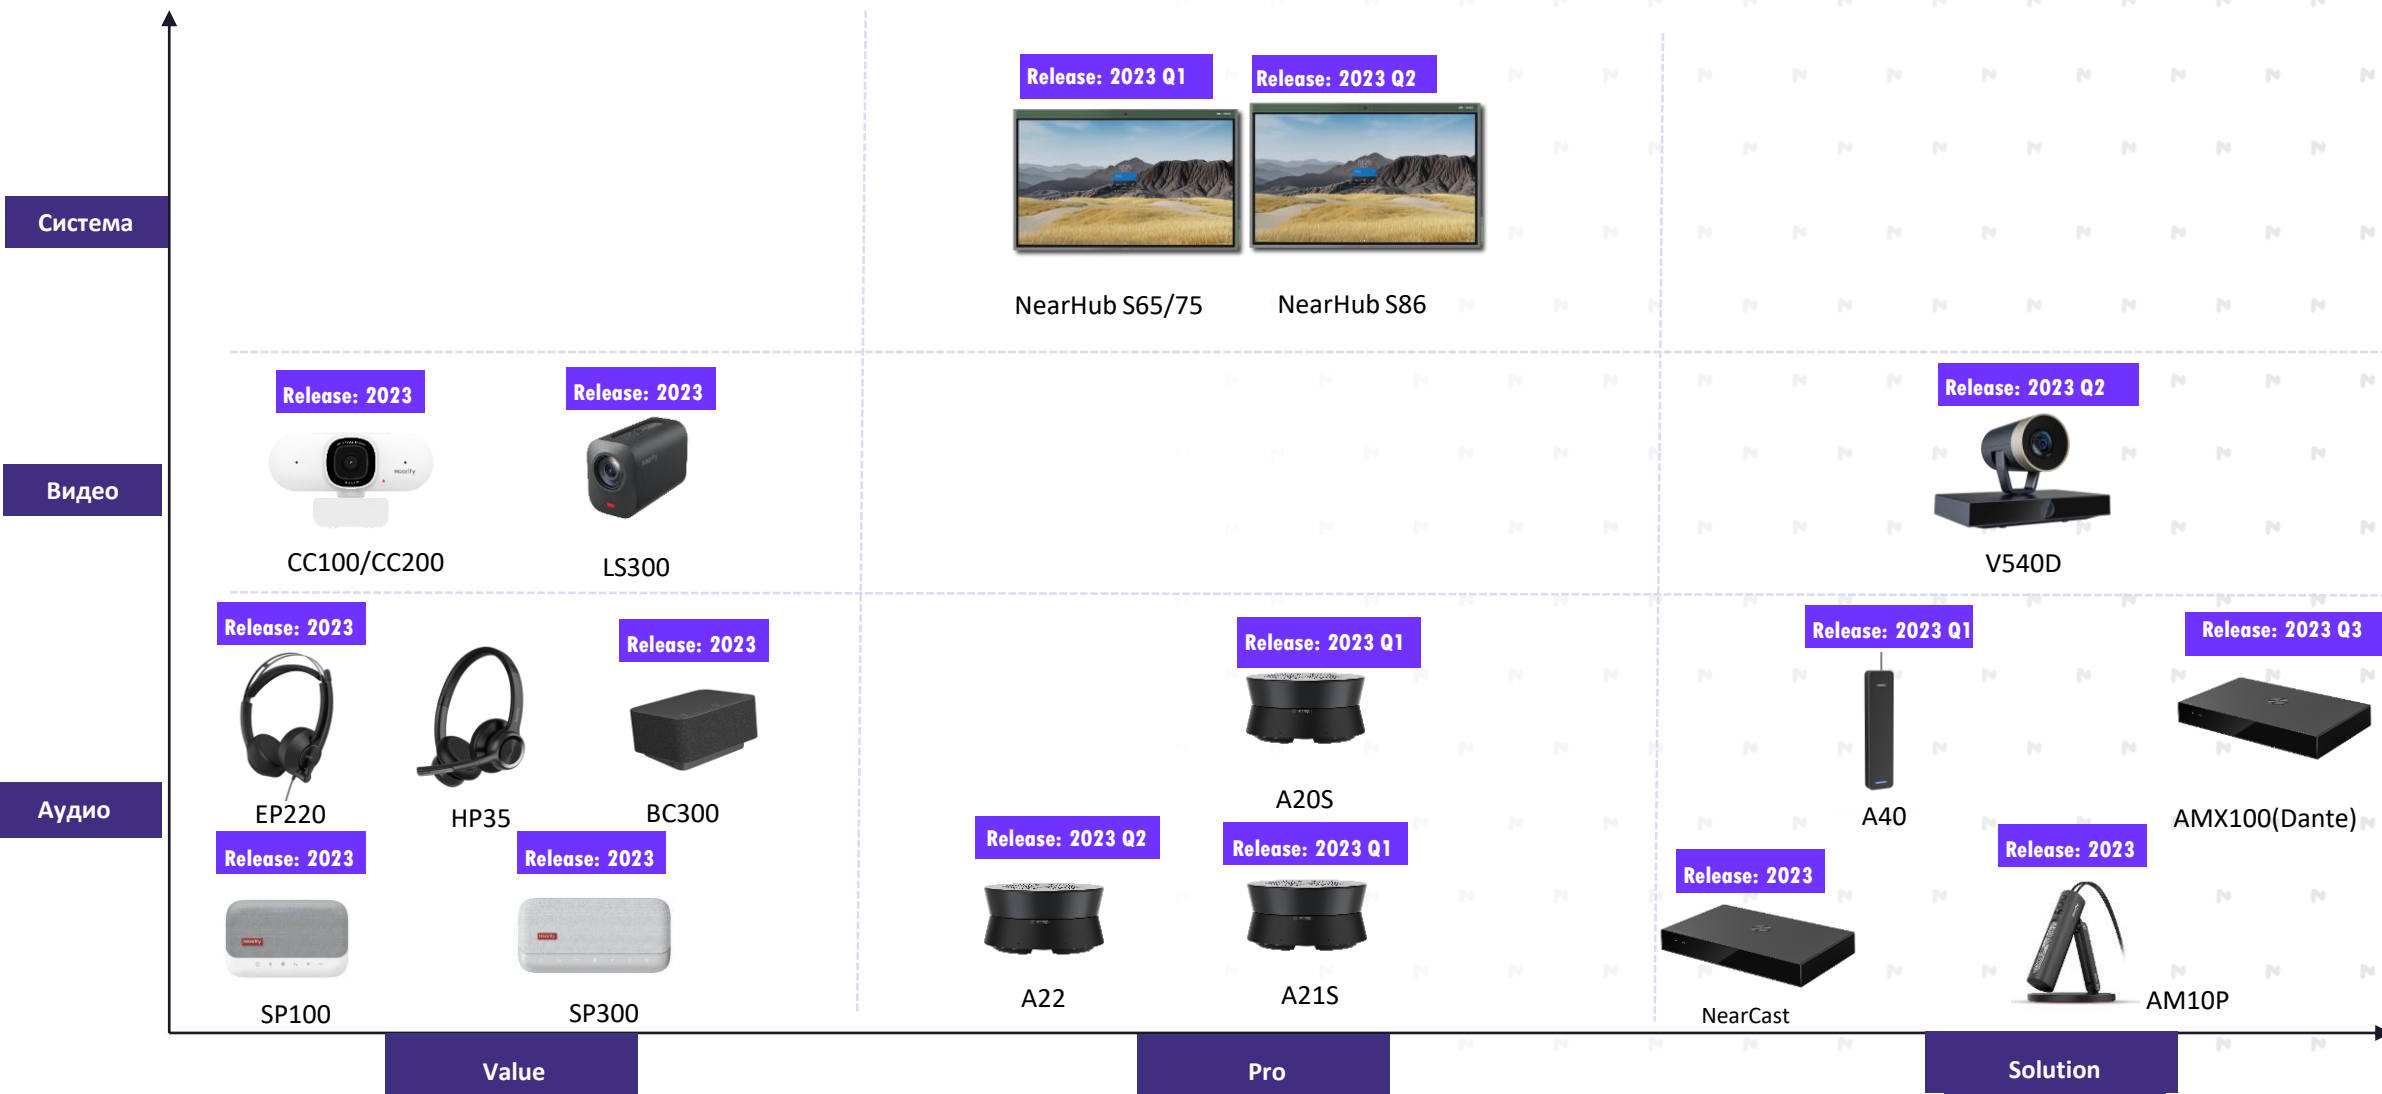 Release: 2023 Q1
Release: 2023 Q2
Система
NearHub S65/75
NearHub S86
Release: 2023
Release: 2023
Release: 2023 Q2
Видео
CC100/CC200
LS300
V540D
Release: 2023
Release: 2023
Release: 2023 Q1
Release: 2023 Q1
Release: 2023 Q3
Аудио
EP220
HP35
BC300
A20S
A40
AMX100(Dante)
Release: 2023
Release: 2023
Release: 2023 Q2
Release: 2023 Q1
Release: 2023
Release: 2023
SP100
SP300
A22
A21S
NearCast
AM10P
Value
Pro
Solution